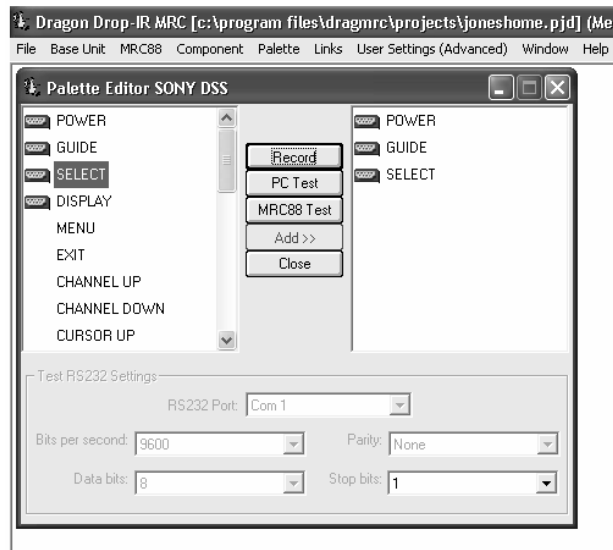 Dragon Drop-IR MRC [c:\program files\dragmrc\projects\joneshome.pjd] (Me
File Base Unit MRC88 Component Palette Links User Settings (Advanced) Window Help
Palette Editor SONY DSS
POWER
GUIDE
SELECT
DISPLAY
MENU
EXIT
CHANNEL UP
CHANNEL DOWN
CURSOR UP
Record
PC Test
MRC88 Test
Add >>
Close
POWER
GUIDE
SELECT
Test RS232 Settings
RS232 Port: Com 1
Bits per second: 9600 Parity: None
Data bits: 8 Stop bits: 1